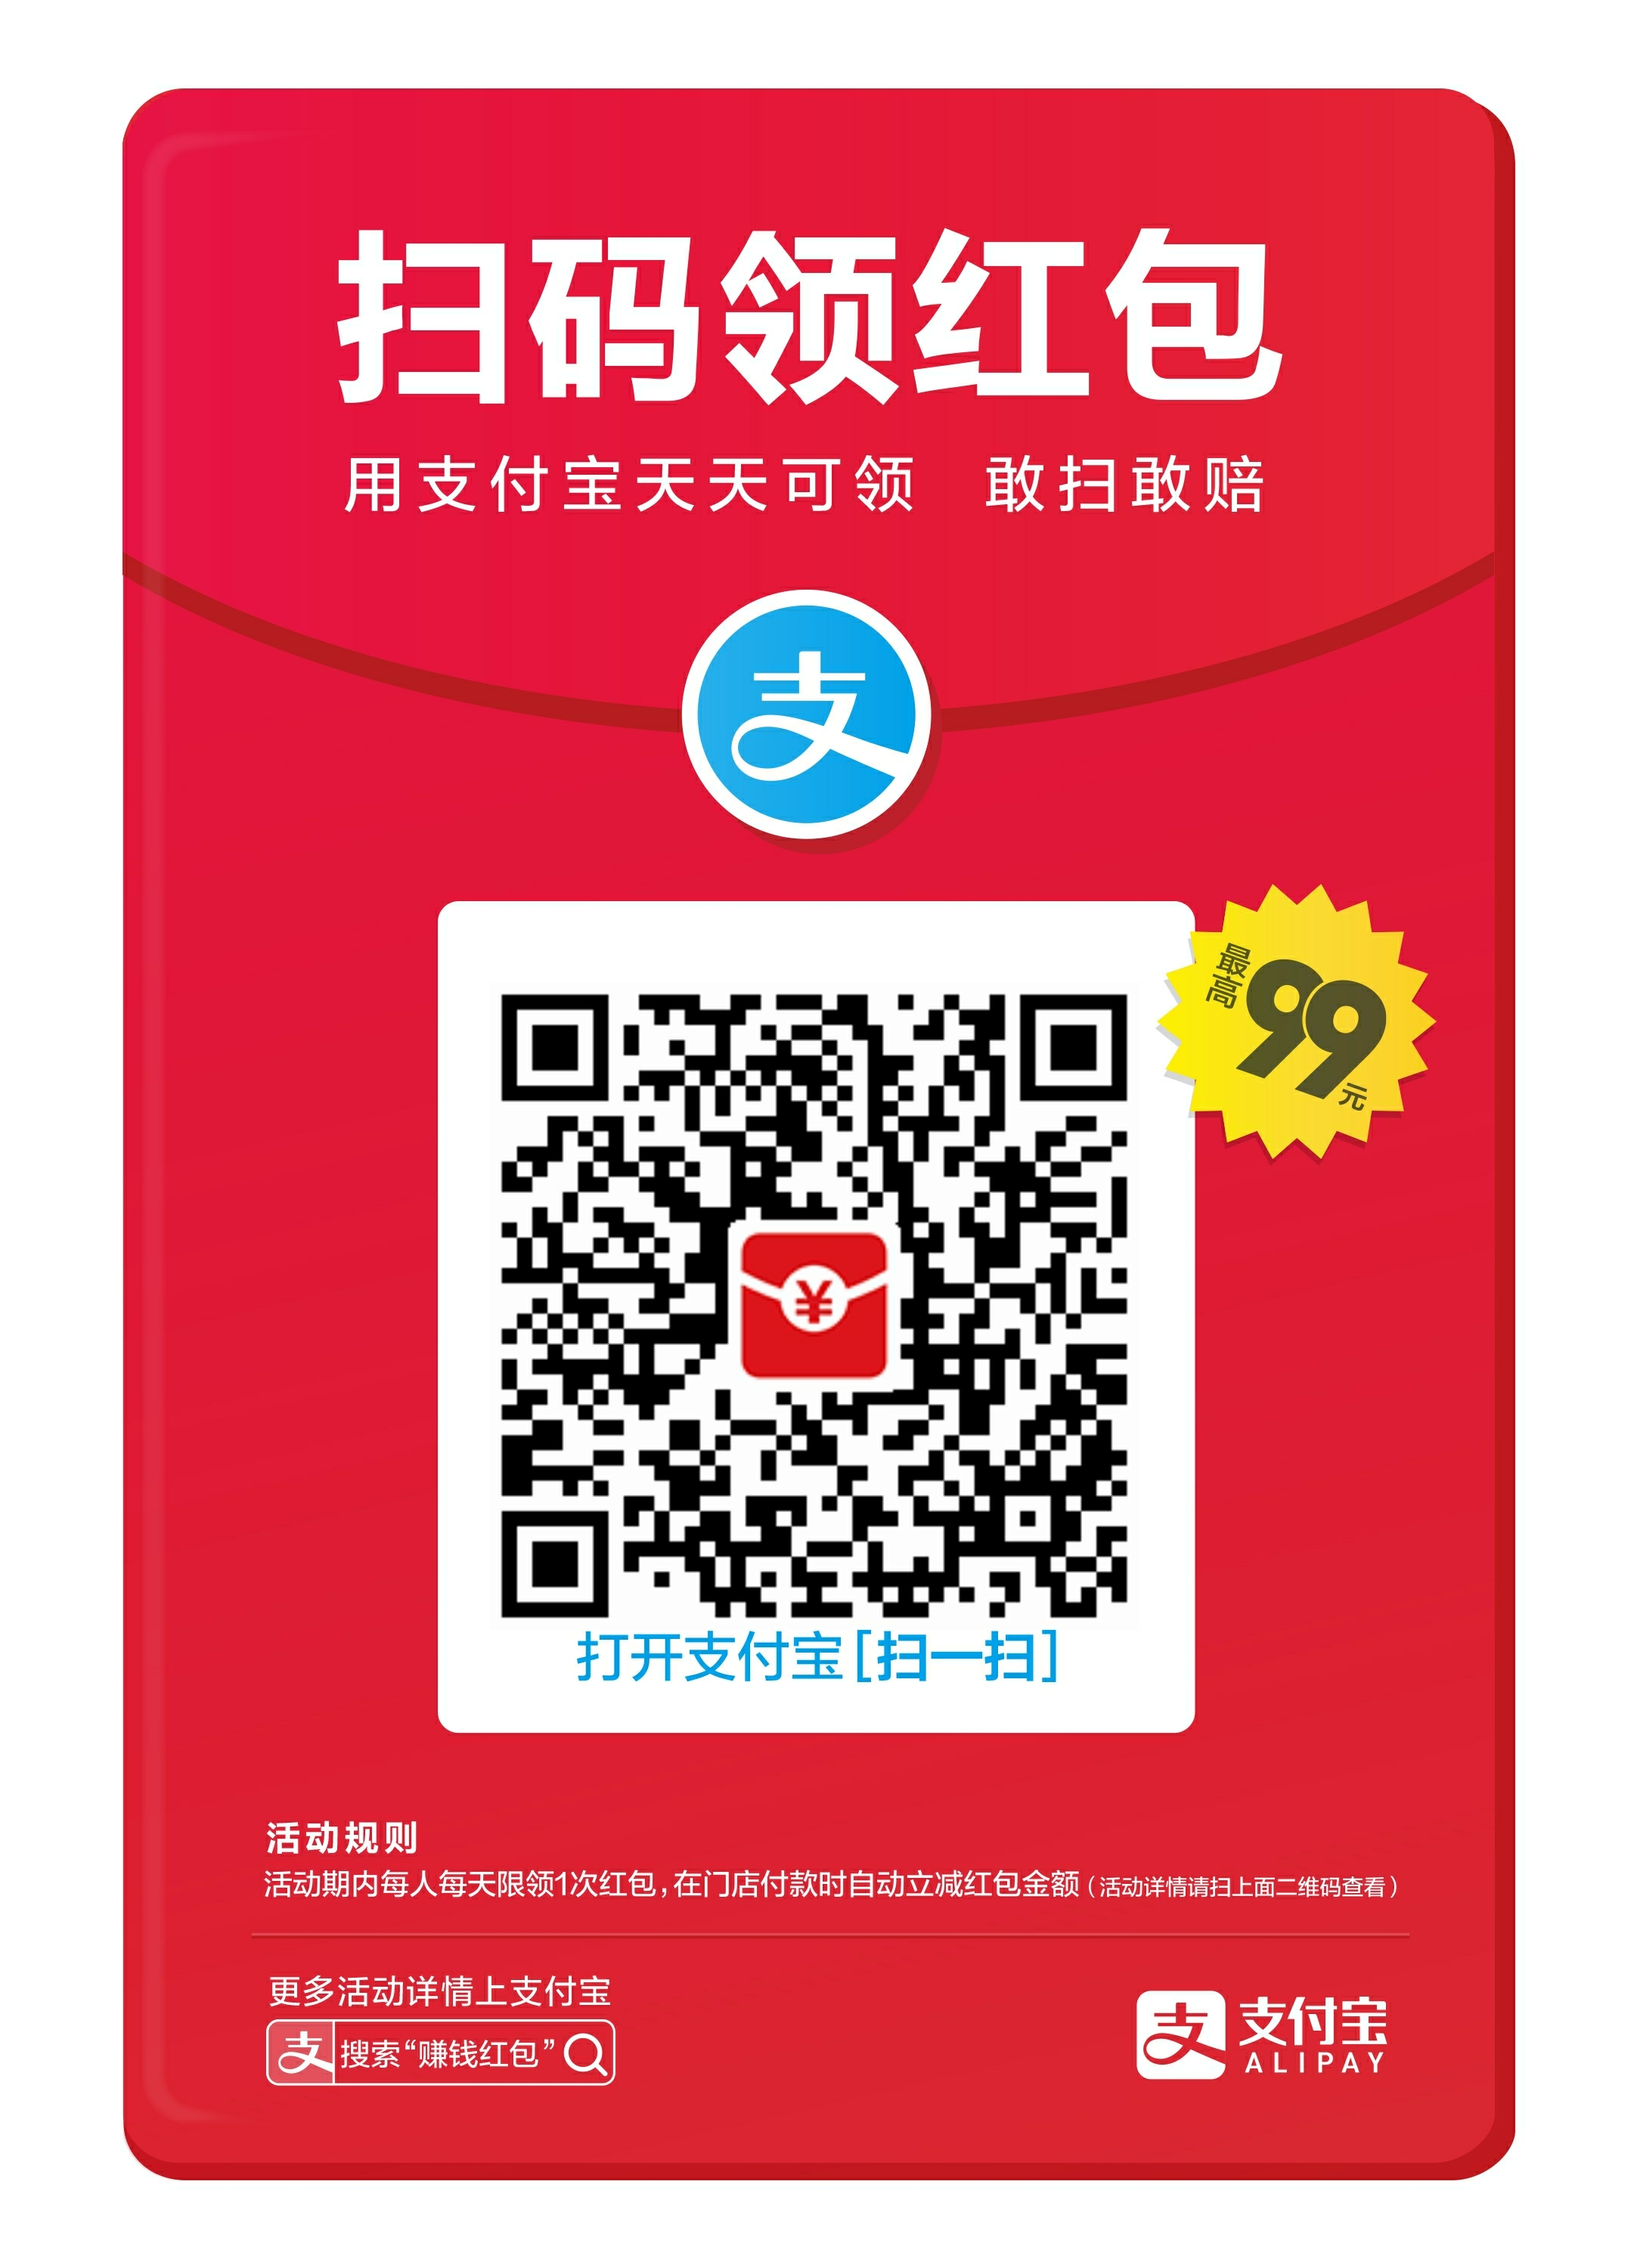 扫码领红包
用支付宝天天可领 敢扫敢赔
支
最高99元
¥
打开支付宝[扫一扫]
活动规则
活动期内每人每天限领1次红包,在门店付款时自动立减红包金额(活动详情请扫上面二维码查看)
更多活动详情上支付宝
支 搜索“赚钱红包”
支 支付宝
ALIPAY